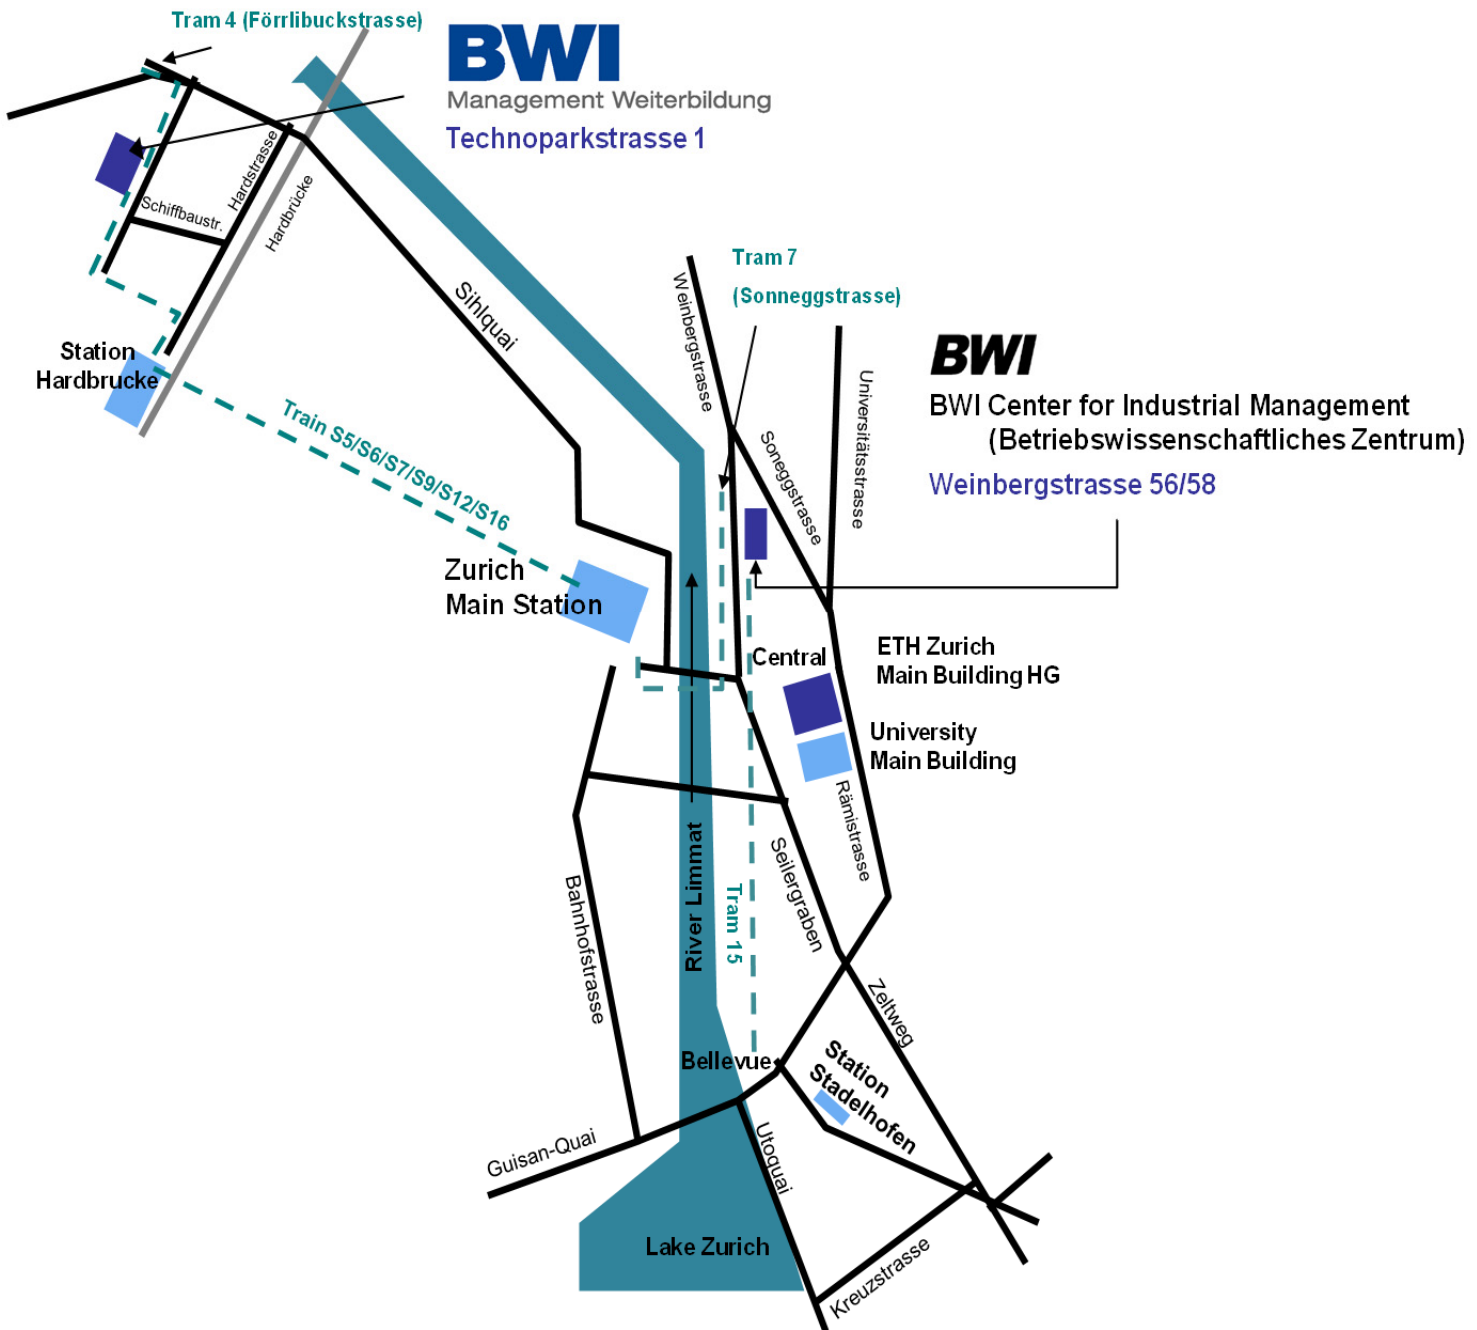 Tram 4 (Förrlibuckstrasse)
BWI
Management Weiterbildung
Technoparkstrasse 1
Hardstrasse
Schiffbaustr.
Hardbrücke
Station
Hardbrucke
Sihlquai
Train S5/S6/S7/S9/S12/S16
Zurich
Main Station
Tram 7
(Sonneggstrasse)
Weinbergstrasse
Soneggstrasse
Universitätsstrasse
BWI
BWI Center for Industrial Management
(Betriebswissenschaftliches Zentrum)
Weinbergstrasse 56/58
Central
ETH Zurich
Main Building HG
University
Main Building
Rämistrasse
Seilergraben
River Limmat
Tram 15
Bahnhofstrasse
Zeltweg
Bellevue
Station
Stadelhofen
Guisan-Quai
Utoquai
Lake Zurich
Kreuzstrasse